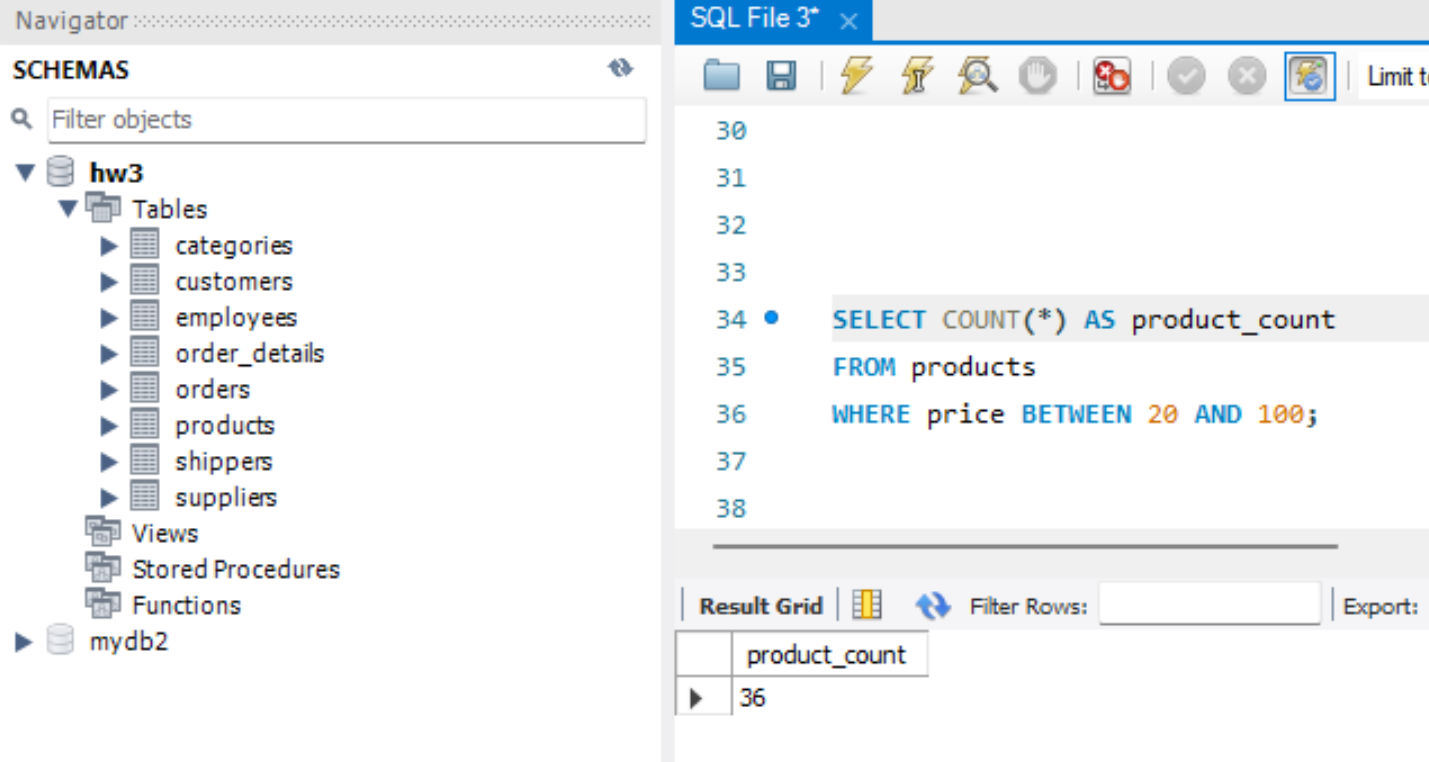 Navigator
SCHEMAS
Filter objects
hw3
Tables
categories
customers
employees
order_details
orders
products
shippers
suppliers
Views
Stored Procedures
Functions
mydb2
SQL File 3*
Limit
30
31
32
33
34 SELECT COUNT(*) AS product_count
35 FROM products
36 WHERE price BETWEEN 20 AND 100;
37
38
Result Grid Filter Rows: Export:
product_count
36